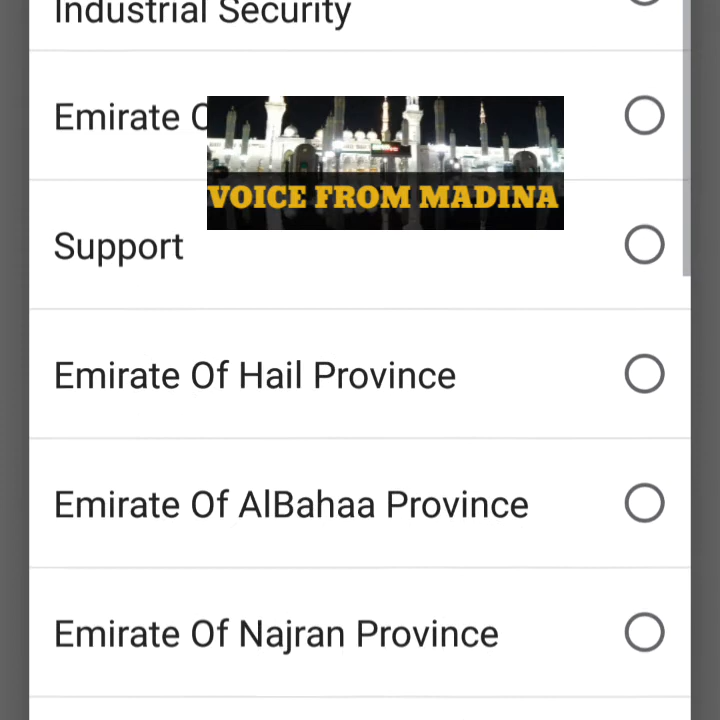 Industrial Security
Emirate
VOICE FROM MADINA
Support
Emirate Of Hail Province
Emirate Of AlBahaa Province
Emirate Of Najran Province